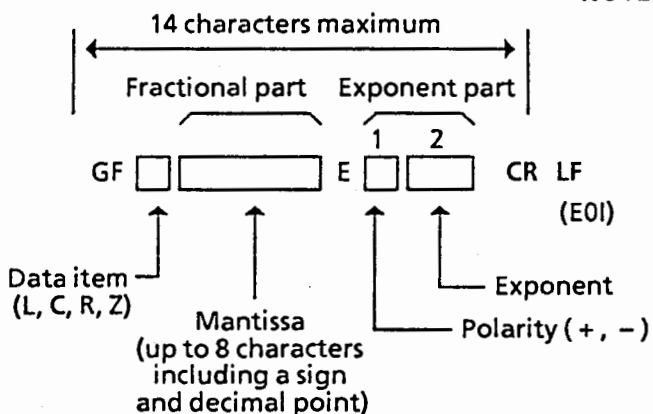 14 characters maximum
Fractional part Exponent part
1 2
GF E CR LF
(EOI)
Data item
(L, C, R, Z)
Exponent
Mantissa
(up to 8 characters
including a sign
and decimal point)
Polarity (+, −)